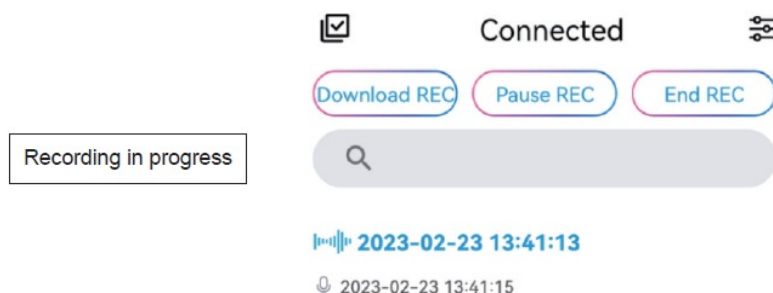 Connected
Download REC Pause REC End REC
Recording in progress
2023-02-23 13:41:13
2023-02-23 13:41:15